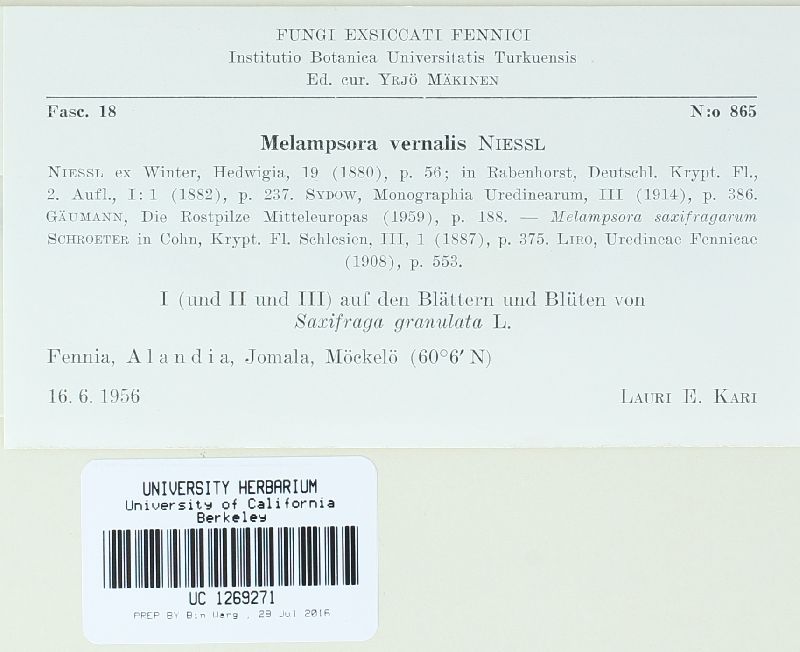 FUNGI EXSICCATI FENNICI
Institutio Botanica Universitatis Turkuensis
Ed. cur. YRJÖ MÄKINEN
Fasc. 18 N:o 865
Melampsora vernalis NIESSL
NIESSL ex Winter, Hedwigia, 19 (1880), p. 56; in Rabenhorst, Deutschl. Krypt. Fl.,
2. Aufl., I: 1 (1882), p. 237. SYDOW, Monographia Uredinearum, III (1914), p. 386.
GÄUMANN, Die Rostpilze Mitteleuropas (1959), p. 188. — Melampsora saxifragarum
SCHROETER in Cohn, Krypt. Fl. Schlesien, III, 1 (1887), p. 375. LIRO, Uredineae Fennicae
(1908), p. 553.
I (und II und III) auf den Blättern und Blüten von
Saxifraga granulata L.
Fennia, Alandia, Jomala, Möckelö (60°6′ N)
16. 6. 1956 LAURI E. KARI
UNIVERSITY HERBARIUM
University of California
Berkeley
UC 1269271
PREP BY Bin Wang , 29 Jul 2016